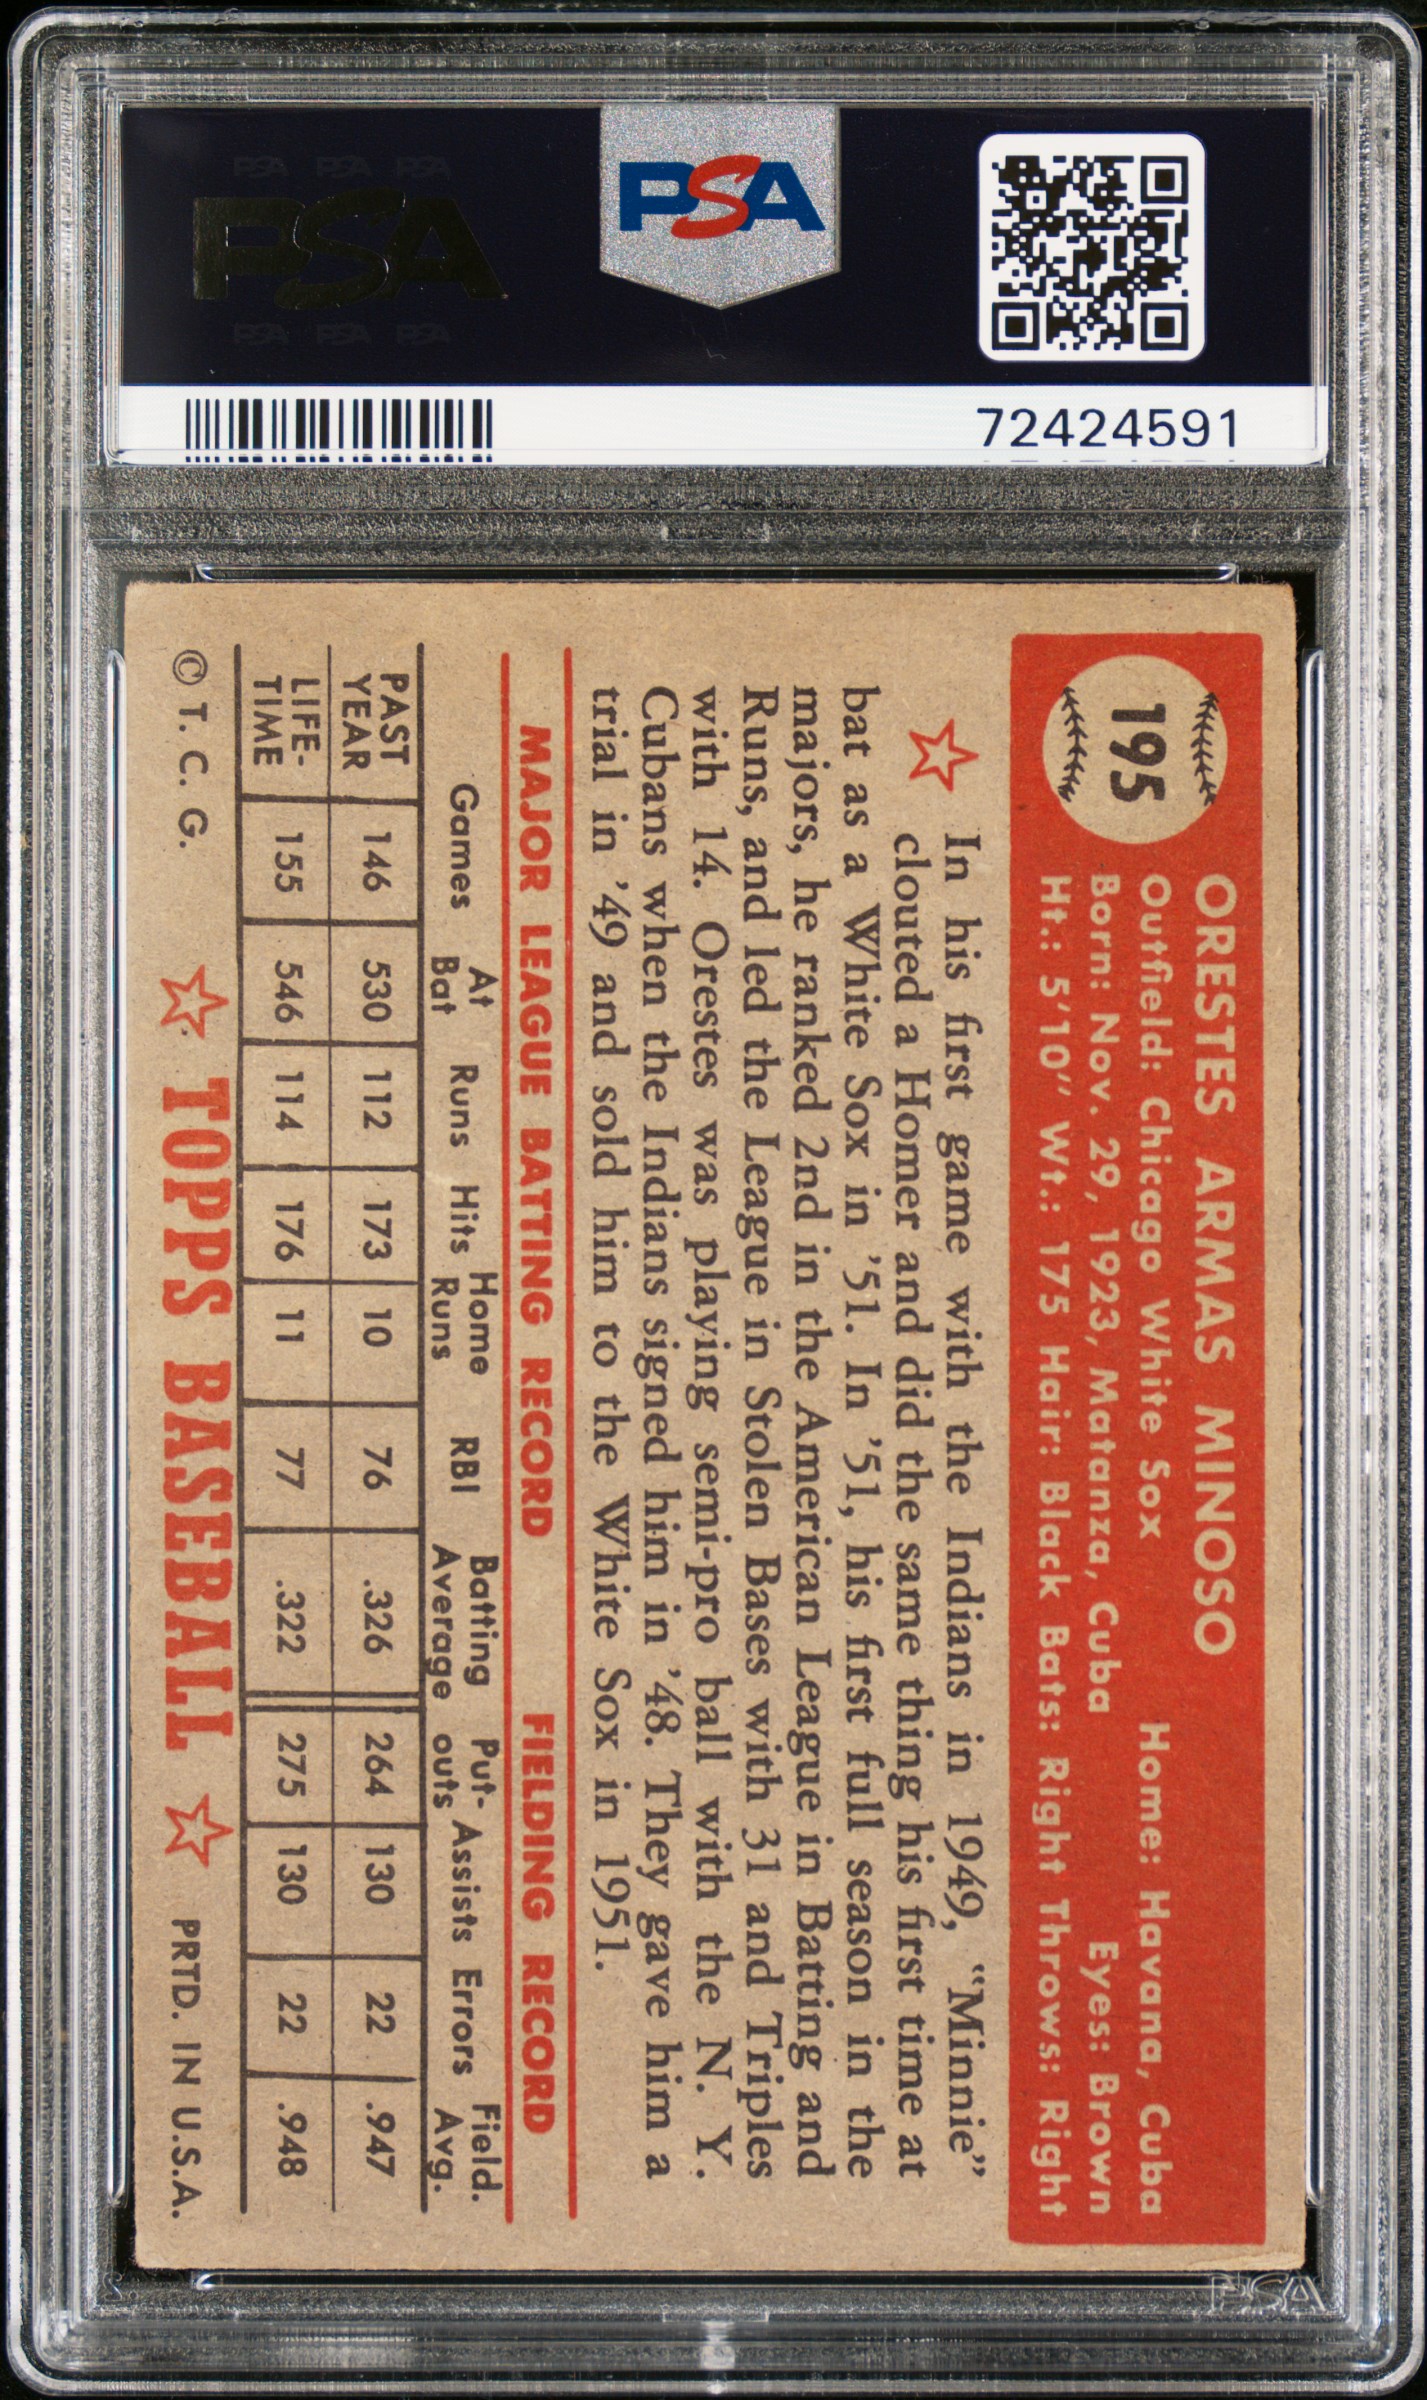 PSA PSA PSA
PSA
PSA PSA PSA
PSA
72424591
195
ORESTES ARMAS MINOSO
Outfield: Chicago White Sox Home: Havana, Cuba
Born: Nov. 29, 1923, Matanza, Cuba Eyes: Brown
Ht.: 5'10" Wt.: 175 Hair: Black Bats: Right Throws: Right
In his first game with the Indians in 1949, “Minnie”
clouted a Homer and did the same thing his first time at
bat as a White Sox in ’51. In ’51, his first full season in the
majors, he ranked 2nd in the American League in Batting and
Runs, and led the League in Stolen Bases with 31 and Triples
with 14. Orestes was playing semi-pro ball with the N. Y.
Cubans when the Indians signed him in ’48. They gave him a
trial in ’49 and sold him to the White Sox in 1951.
MAJOR LEAGUE BATTING RECORD FIELDING RECORD
Games At Bat Runs Hits Home Runs RBI Batting Average Put-outs Assists Errors Field. Avg.
PAST YEAR 146 530 112 173 10 76 .326 264 130 22 .947
LIFE-TIME 155 546 114 176 11 77 .322 275 130 22 .948
© T. C. G. TOPPS BASEBALL PRTD. IN U.S.A.
PSA